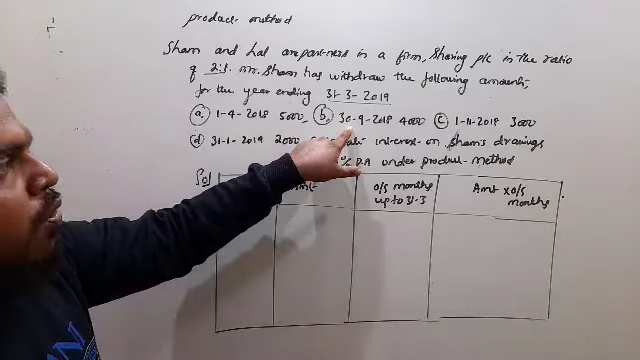 product method
Sham and Lal are partners in a firm, sharing P/L in the ratio
of 2:1. Mr. Sham has withdraw the following amounts,
for the year ending 31-3-2019
(a) 1-4-2018 5000, (b) 30-9-2018 4000 (c) 1-11-2018 3000
(d) 31-1-2019 2000 interest on Sham's drawings
% P.A under product method
Sol
Amt
O/S months up to 31-3
Amt x O/S months